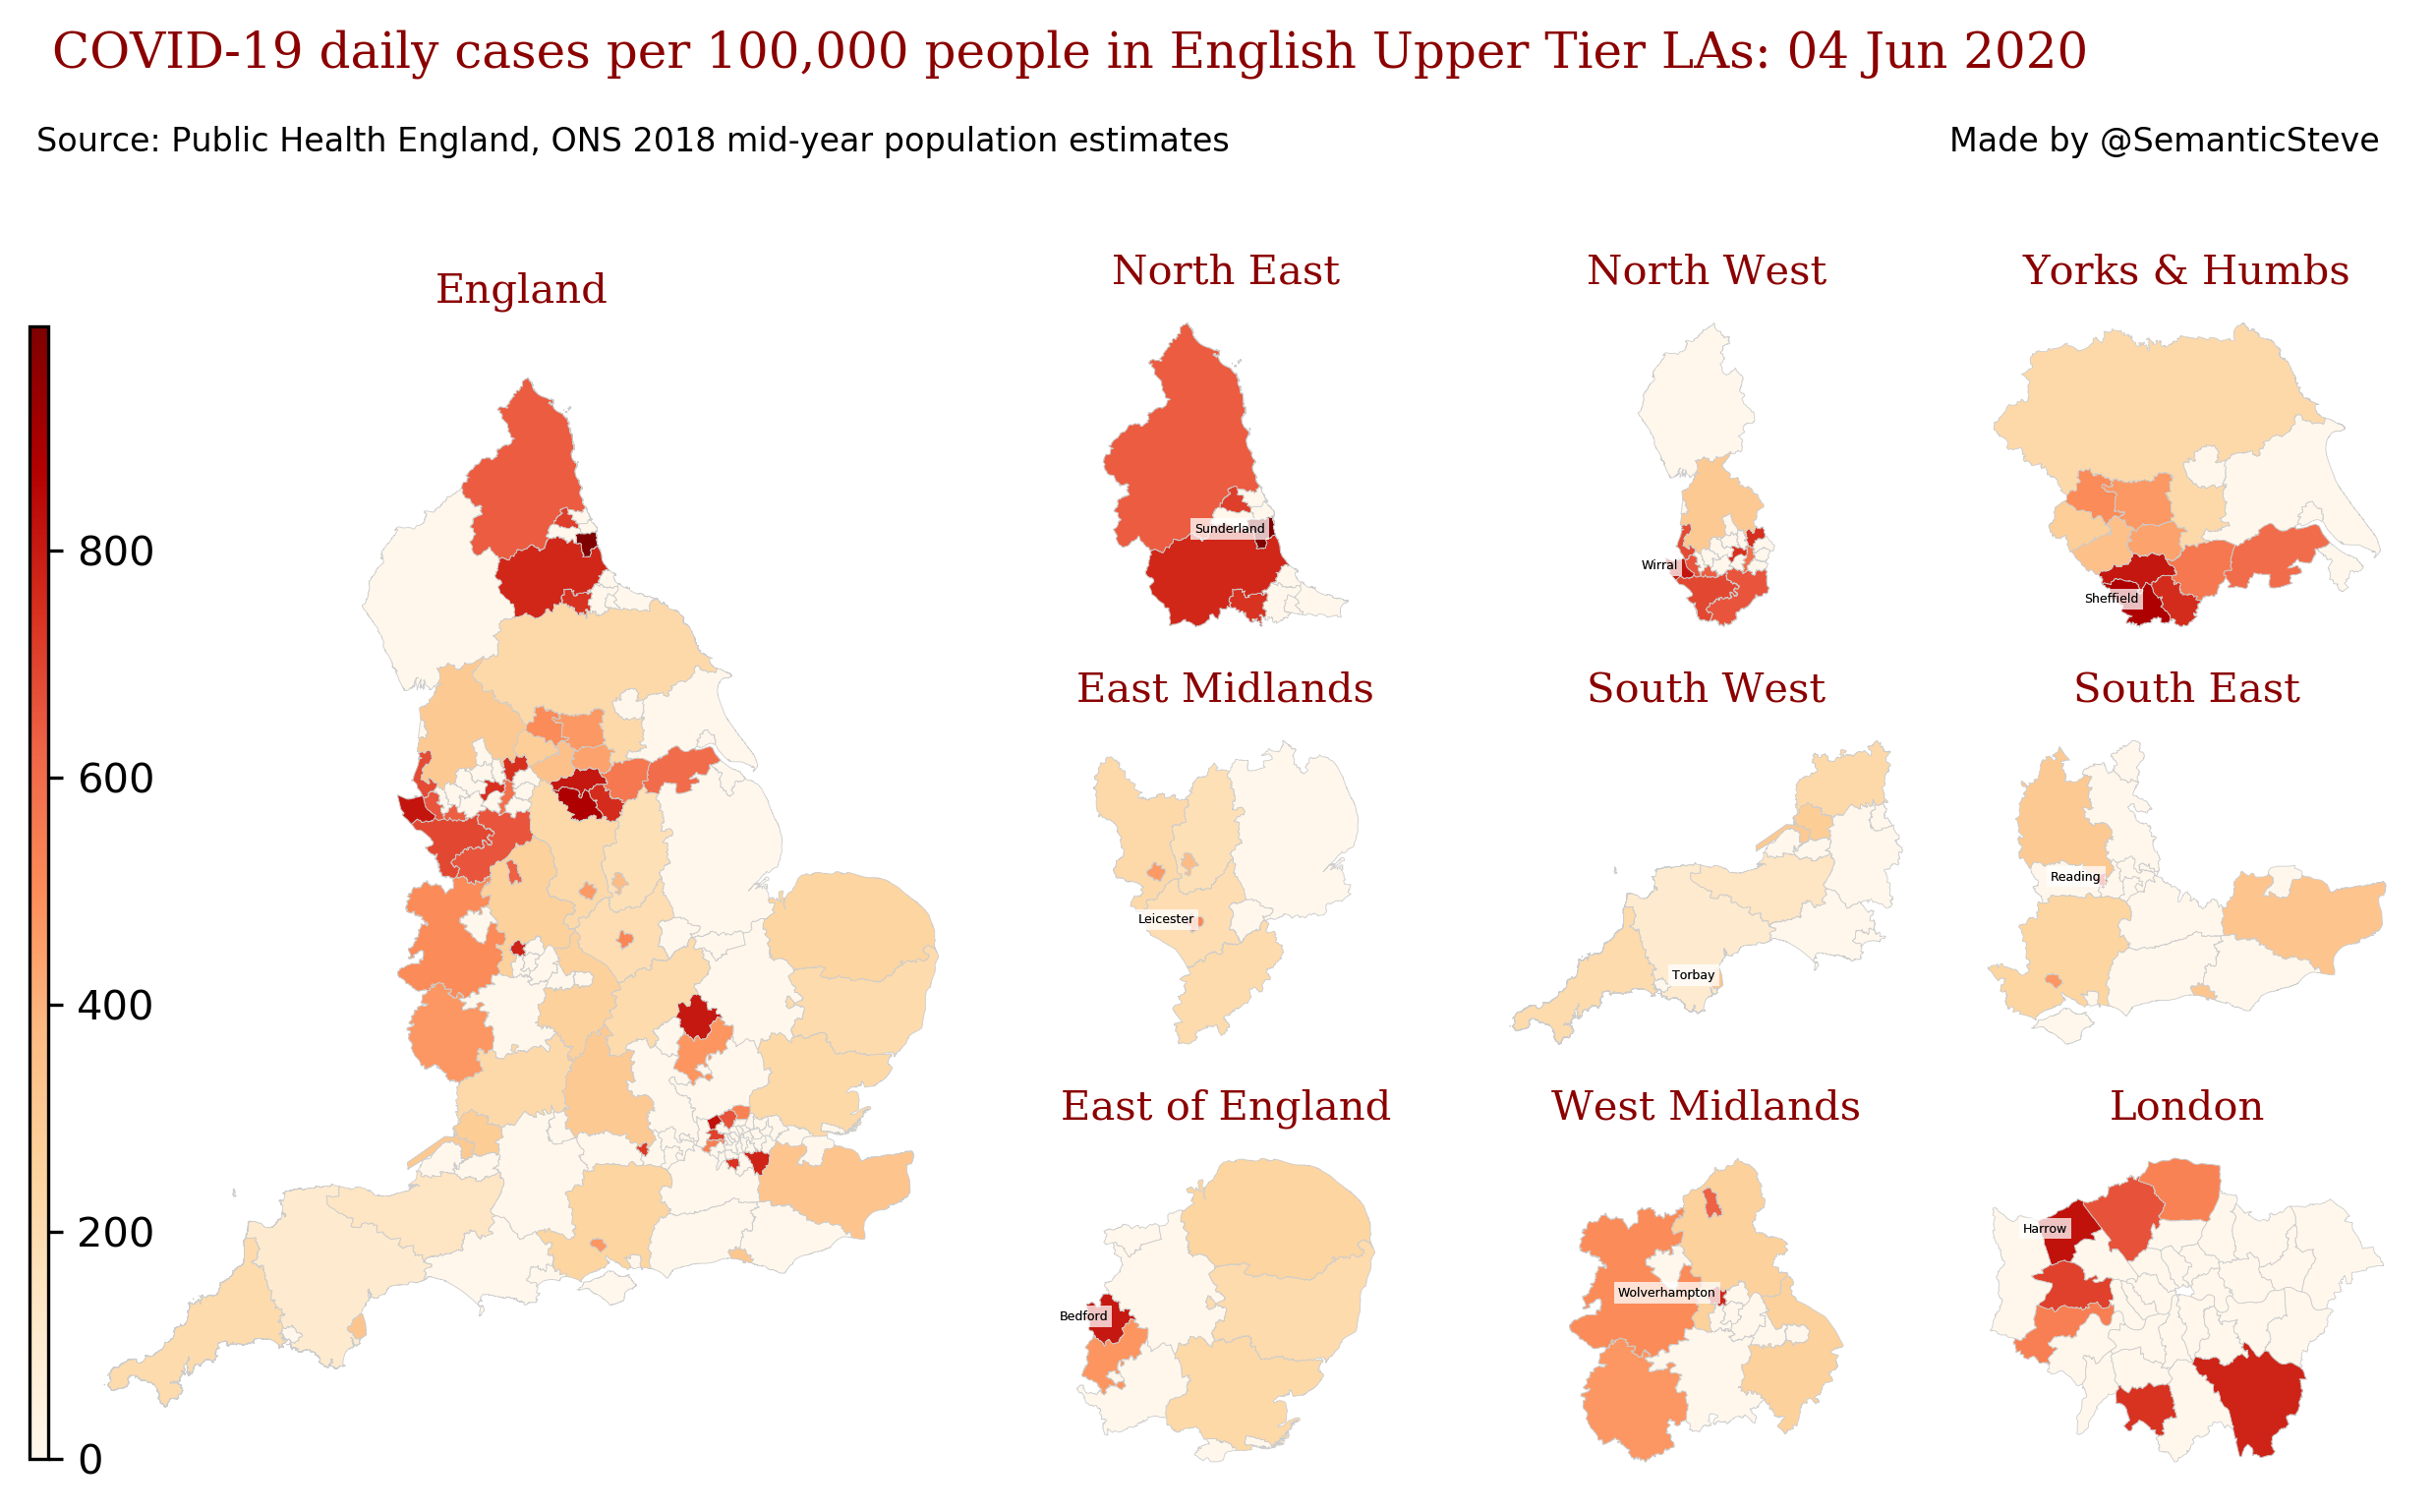 COVID-19 daily cases per 100,000 people in English Upper Tier LAs: 04 Jun 2020
Source: Public Health England, ONS 2018 mid-year population estimates
Made by @SemanticSteve
England
800
600
400
200
0
North East
Sunderland
North West
Wirral
Yorks & Humbs
Sheffield
East Midlands
Leicester
South West
Torbay
South East
Reading
East of England
Bedford
West Midlands
Wolverhampton
London
Harrow